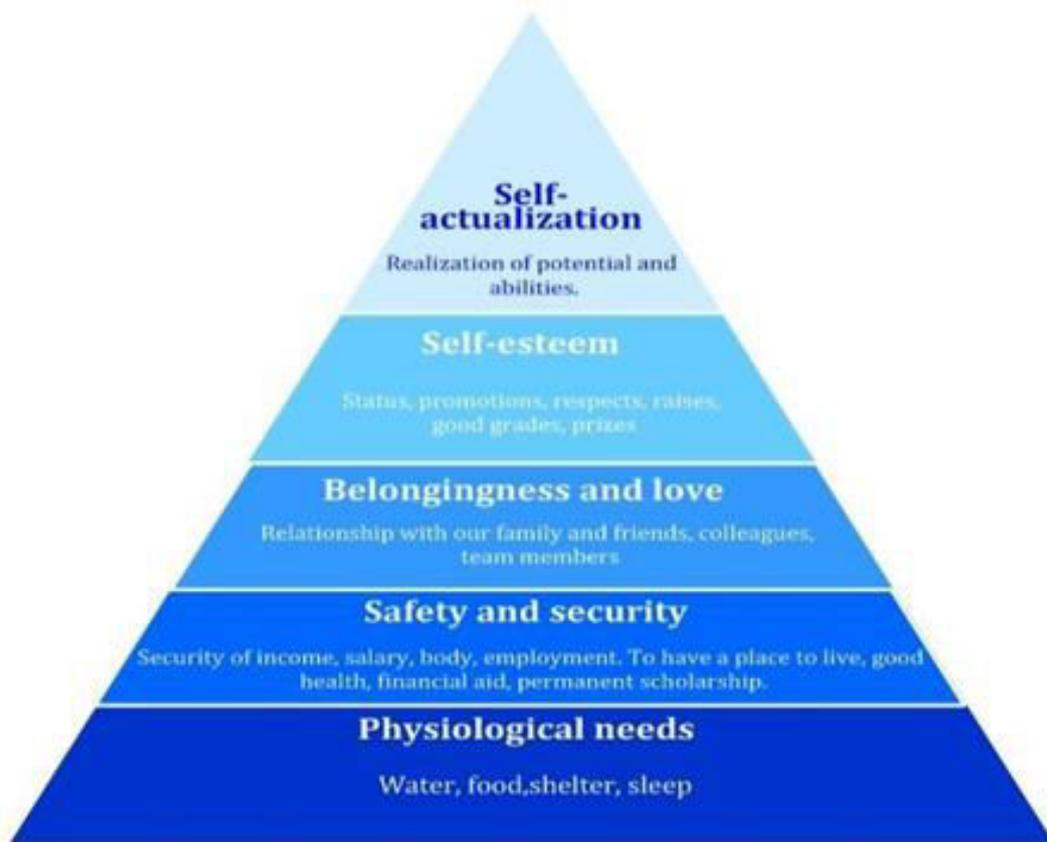 Self-
actualization
Realization of potential and
abilities.
Self-esteem
Status, promotions, respects, raises,
good grades, prizes
Belongingness and love
Relationship with our family and friends, colleagues,
team members
Safety and security
Security of income, salary, body, employment. To have a place to live, good
health, financial aid, permanent scholarship.
Physiological needs
Water, food,shelter, sleep